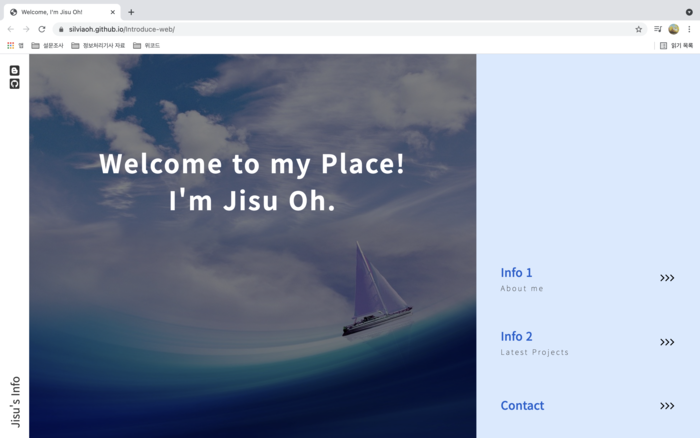 Welcome, I'm Jisu Oh!
silviaoh.github.io/Introduce-web/
앱
설문조사
정보처리기사 자료
위코드
읽기 목록
Welcome to my Place!
I'm Jisu Oh.
Info 1
About me
Info 2
Latest Projects
Contact
Jisu's Info